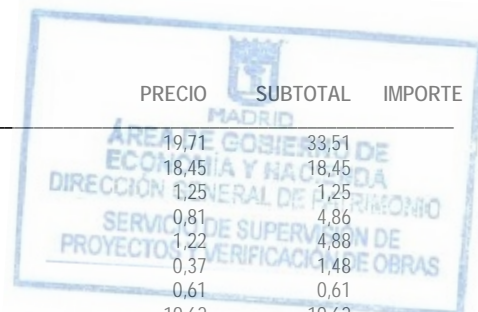 PRECIO SUBTOTAL IMPORTE
MADRID
ÁREA DE GOBIERNO DE
19,71 33,51
ECONOMÍA Y HACIENDA
18,45 18,45
DIRECCIÓN GENERAL DE PATRIMONIO
1,25 1,25
0,81 4,86
SERVICIO DE SUPERVISIÓN DE
1,22 4,88
PROYECTOS Y VERIFICACIÓN DE OBRAS
0,37 1,48
0,61 0,61